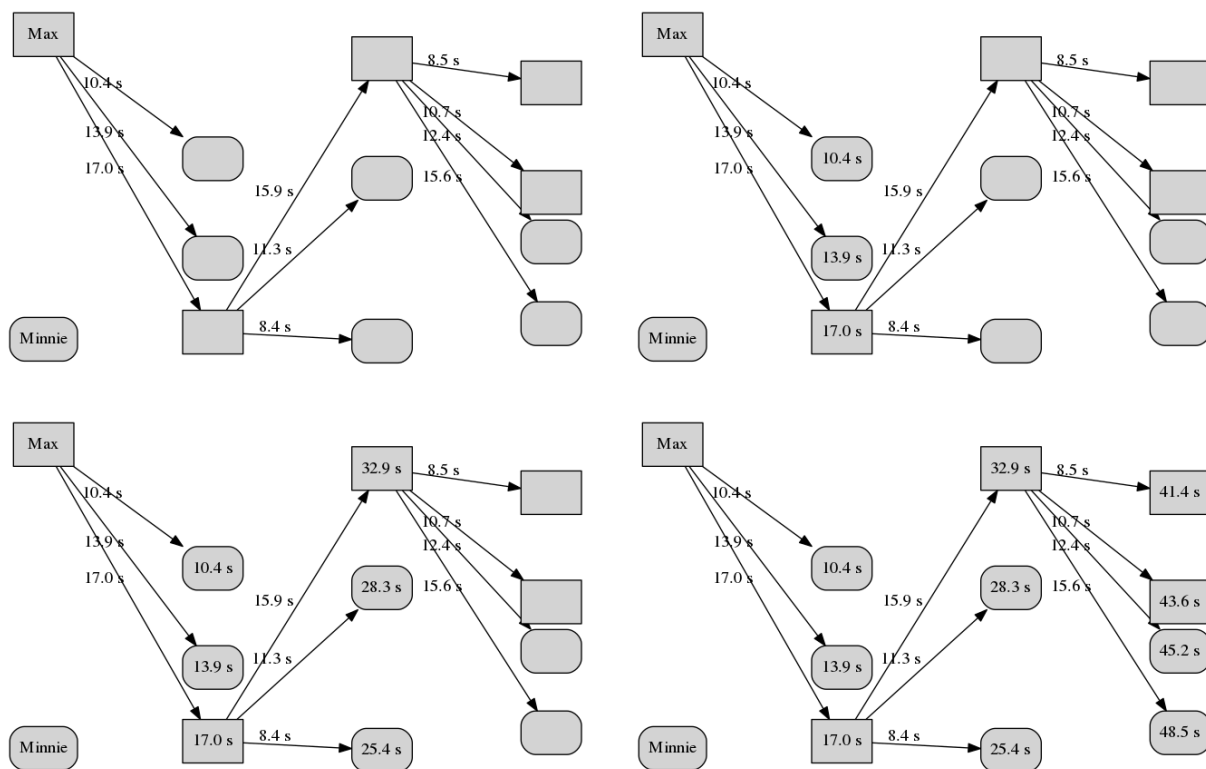 Max
8.5 s
10.4 s
10.7 s
13.9 s
12.4 s
17.0 s
15.6 s
15.9 s
11.3 s
8.4 s
Minnie
Max
8.5 s
10.4 s
10.7 s
13.9 s
12.4 s
10.4 s
17.0 s
15.6 s
15.9 s
11.3 s
13.9 s
17.0 s
8.4 s
Minnie
Max
32.9 s
8.5 s
10.4 s
10.7 s
13.9 s
12.4 s
10.4 s
17.0 s
15.6 s
28.3 s
15.9 s
11.3 s
13.9 s
17.0 s
8.4 s
25.4 s
Minnie
Max
32.9 s
8.5 s
41.4 s
10.4 s
10.7 s
13.9 s
12.4 s
10.4 s
17.0 s
15.6 s
28.3 s
43.6 s
15.9 s
11.3 s
45.2 s
13.9 s
48.5 s
17.0 s
8.4 s
25.4 s
Minnie